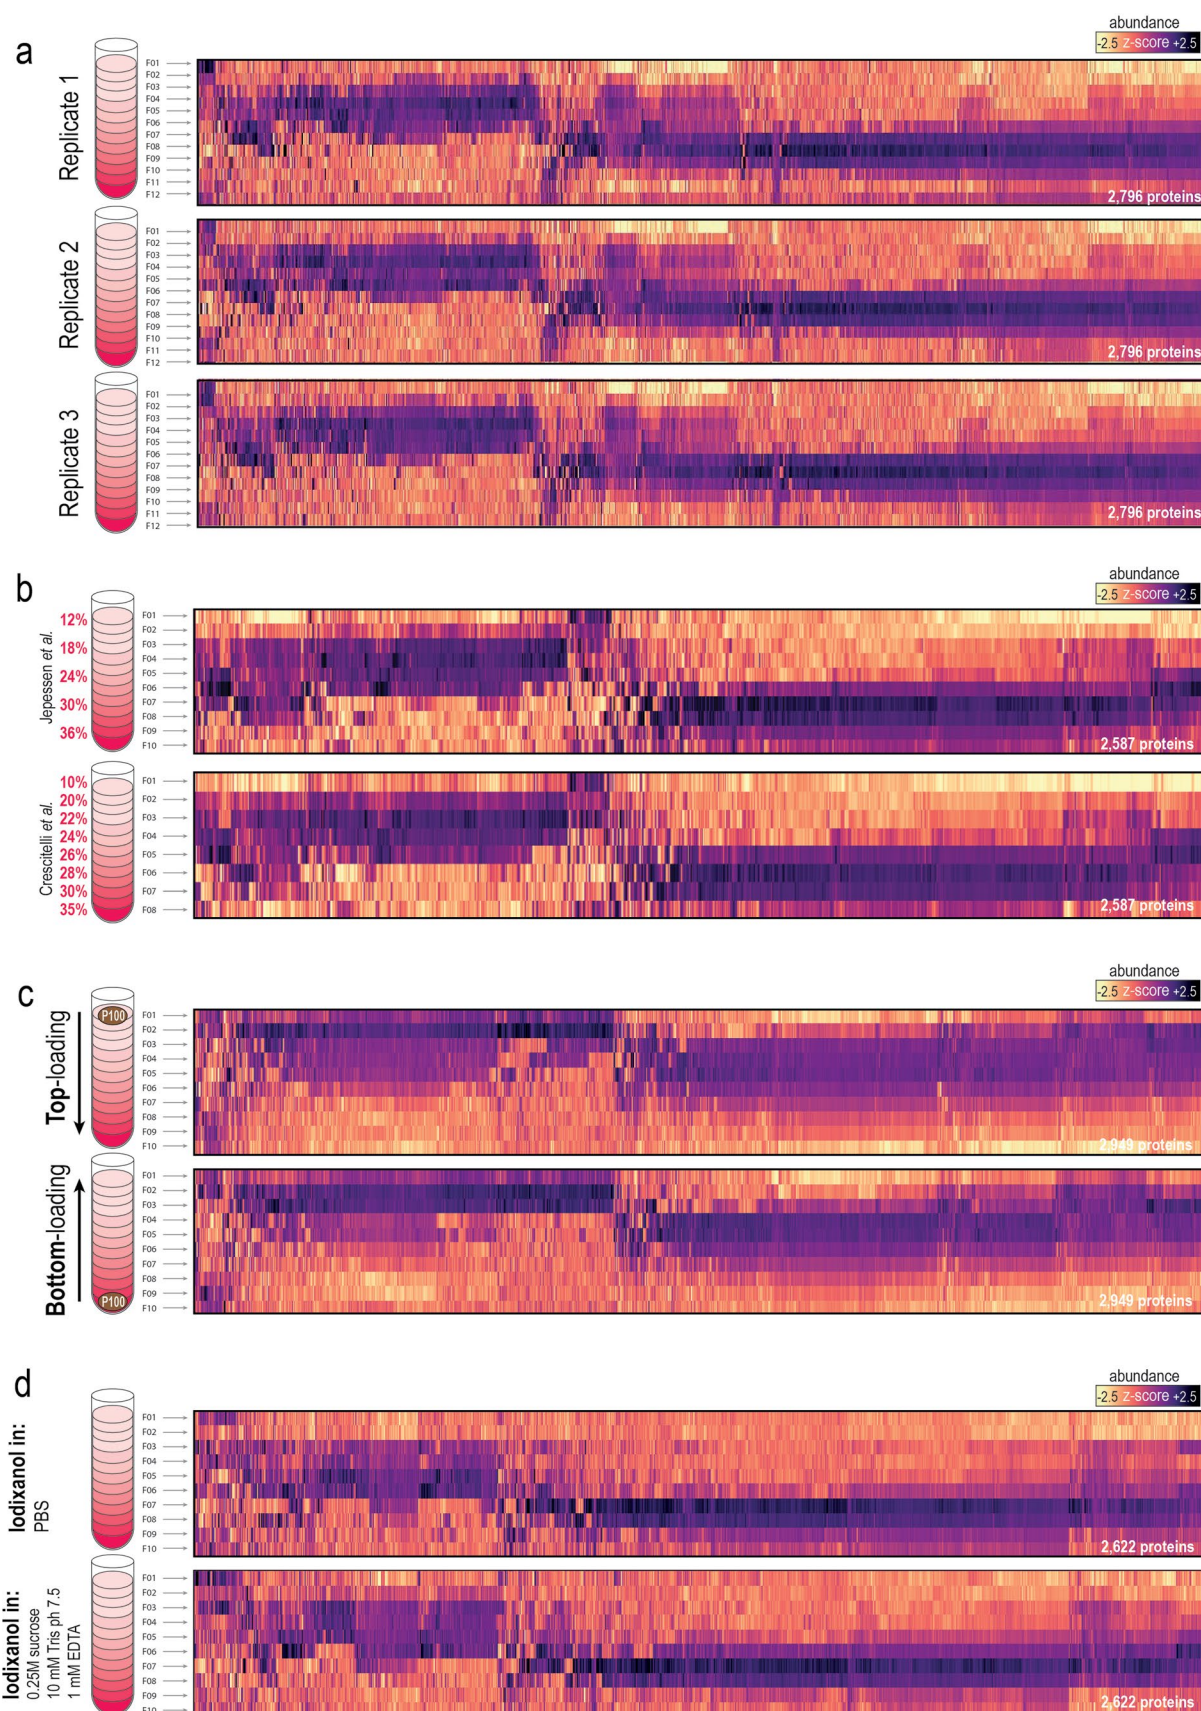 a
abundance
-2.5 z-score +2.5
Replicate 1
F01
F02
F03
F04
F05
F06
F07
F08
F09
F10
F11
F12
2,796 proteins
Replicate 2
F01
F02
F03
F04
F05
F06
F07
F08
F09
F10
F11
F12
2,796 proteins
Replicate 3
F01
F02
F03
F04
F05
F06
F07
F08
F09
F10
F11
F12
2,796 proteins
b
abundance
-2.5 z-score +2.5
Jepessen et al.
12%
18%
24%
30%
36%
F01
F02
F03
F04
F05
F06
F07
F08
F09
F10
2,587 proteins
Crescitelli et al.
10%
20%
22%
24%
26%
28%
30%
35%
F01
F02
F03
F04
F05
F06
F07
F08
2,587 proteins
c
abundance
-2.5 z-score +2.5
Top-loading
P100
F01
F02
F03
F04
F05
F06
F07
F08
F09
F10
2,949 proteins
Bottom-loading
P100
F01
F02
F03
F04
F05
F06
F07
F08
F09
F10
2,949 proteins
d
abundance
-2.5 z-score +2.5
Iodixanol in:
PBS
F01
F02
F03
F04
F05
F06
F07
F08
F09
F10
2,622 proteins
Iodixanol in:
0.25M sucrose
10 mM Tris ph 7.5
1 mM EDTA
F01
F02
F03
F04
F05
F06
F07
F08
F09
F10
2,622 proteins